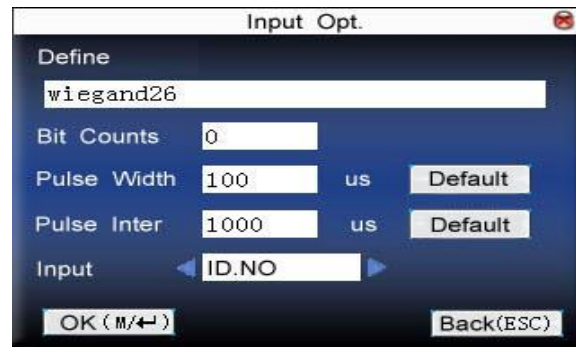 Input Opt.
Define
wiegand26
Bit Counts 0
Pulse Width 100 us Default
Pulse Inter 1000 us Default
Input ID.NO
OK (M/↵) Back(ESC)